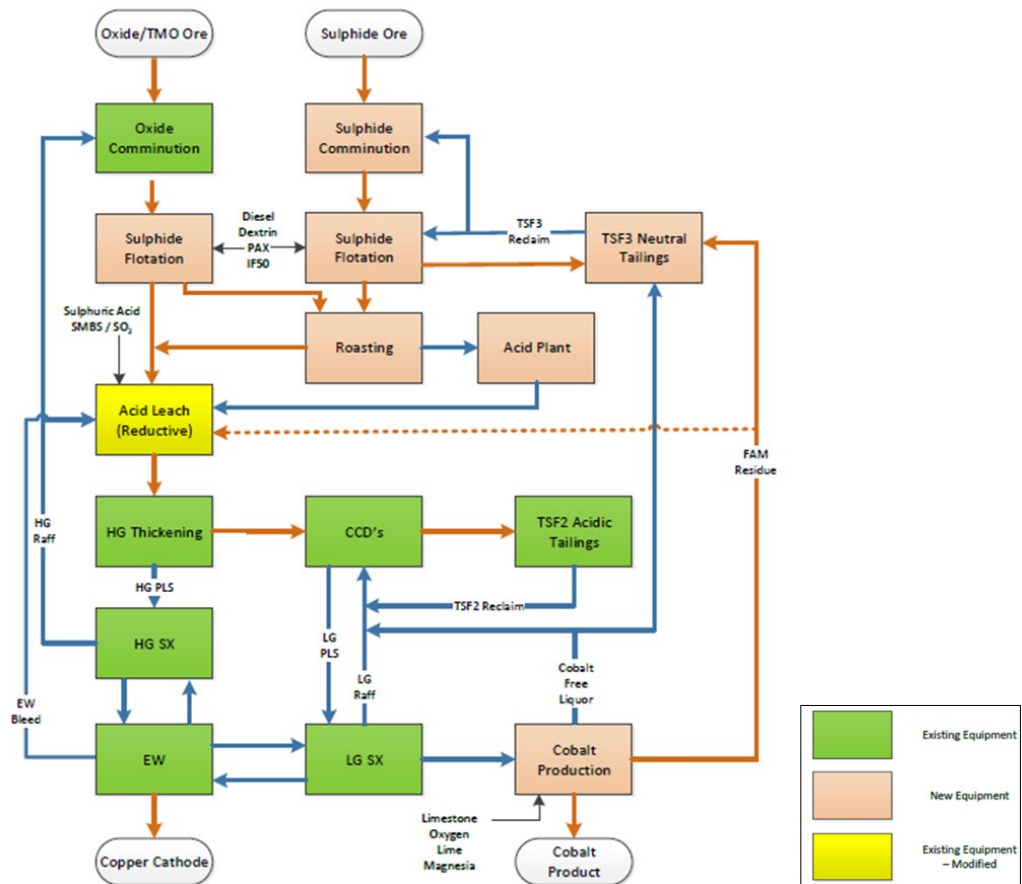 Oxide/TMO Ore
Sulphide Ore
Oxide
Comminution
Sulphide
Comminution
Sulphide
Flotation
Diesel
Dextrin
PAX
IF50
Sulphide
Flotation
TSF3
Reclaim
TSF3 Neutral
Tailings
Sulphuric Acid
SMBS / SO₂
Roasting
Acid Plant
Acid Leach
(Reductive)
FAM
Residue
HG
Raff
HG Thickening
CCD's
TSF2 Acidic
Tailings
HG PLS
TSF2 Reclaim
HG SX
LG
PLS
LG
Raff
Cobalt
Free
Liquor
EW
Bleed
EW
LG SX
Cobalt
Production
Limestone
Oxygen
Lime
Magnesia
Copper Cathode
Cobalt
Product
Existing Equipment
New Equipment
Existing Equipment
– Modified